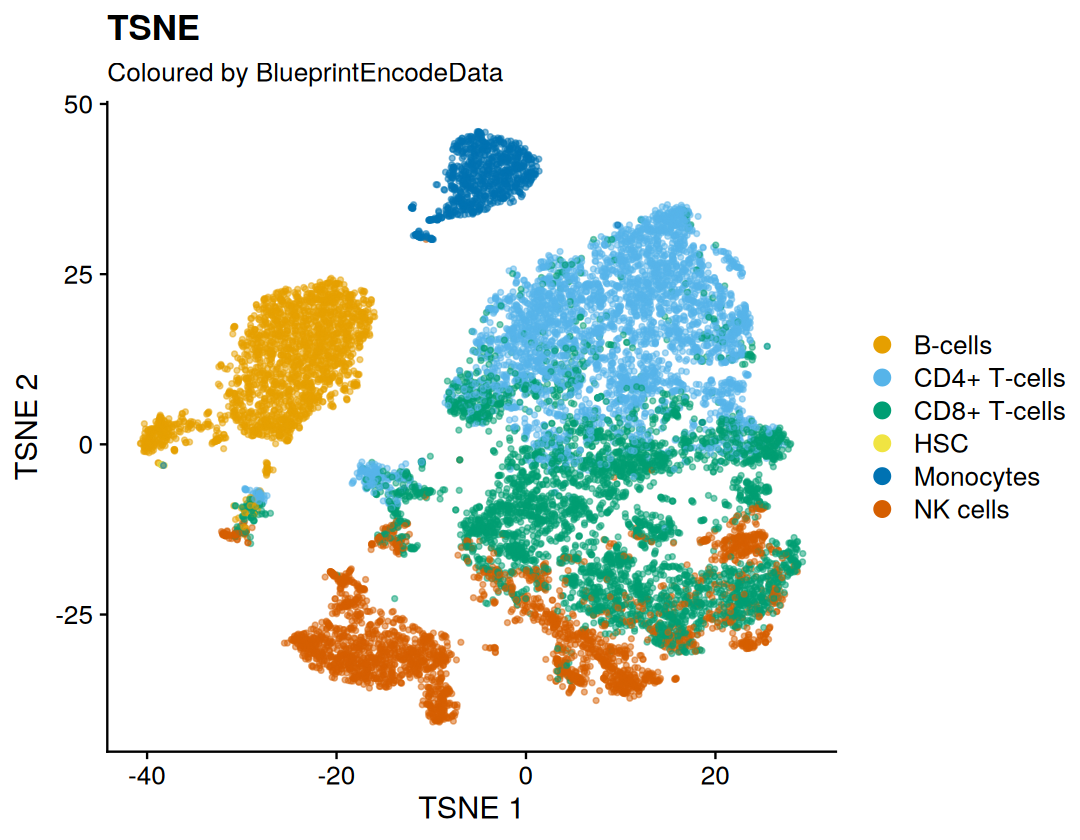 TSNE
Coloured by BlueprintEncodeData
50
25
0
-25
TSNE 2
-40
-20
0
20
TSNE 1
B-cells
CD4+ T-cells
CD8+ T-cells
HSC
Monocytes
NK cells